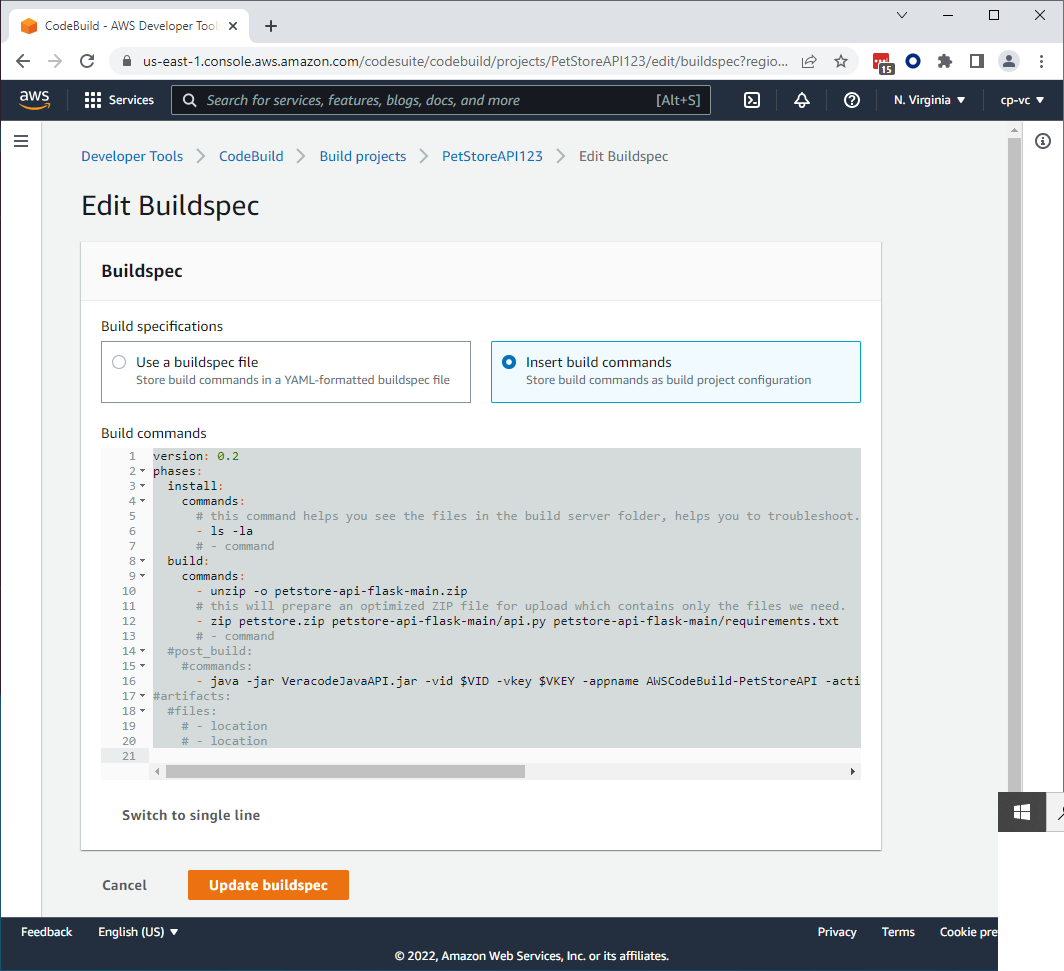 CodeBuild - AWS Developer Tool
us-east-1.console.aws.amazon.com/codesuite/codebuild/projects/PetStoreAPI123/edit/buildspec?regio...
15
aws Services Search for services, features, blogs, docs, and more [Alt+S] N. Virginia cp-vc
Developer Tools CodeBuild Build projects PetStoreAPI123 Edit Buildspec
Edit Buildspec
Buildspec
Build specifications
Use a buildspec file
Store build commands in a YAML-formatted buildspec file
Insert build commands
Store build commands as build project configuration
Build commands
1 version: 0.2
2 phases:
3 install:
4 commands:
5 # this command helps you see the files in the build server folder, helps you to troubleshoot.
6 - ls -la
7 # - command
8 build:
9 commands:
10 - unzip -o petstore-api-flask-main.zip
11 # this will prepare an optimized ZIP file for upload which contains only the files we need.
12 - zip petstore.zip petstore-api-flask-main/api.py petstore-api-flask-main/requirements.txt
13 # - command
14 #post_build:
15 #commands:
16 - java -jar VeracodeJavaAPI.jar -vid $VID -vkey $VKEY -appname AWSCodeBuild-PetStoreAPI -acti
17 #artifacts:
18 #files:
19 # - location
20 # - location
21
Switch to single line
Cancel Update buildspec
Feedback English (US) Privacy Terms Cookie pre
© 2022, Amazon Web Services, Inc. or its affiliates.